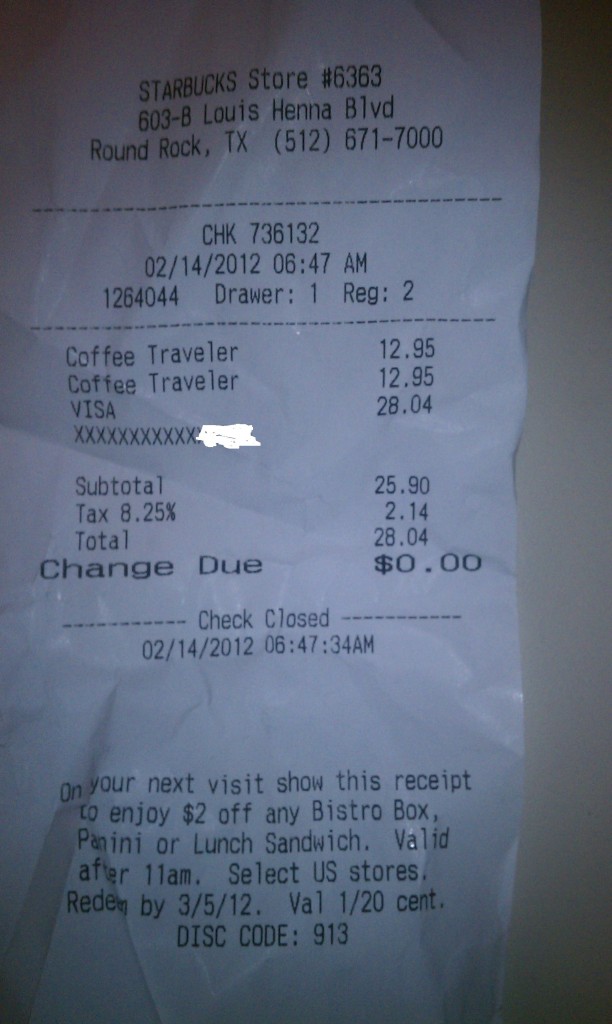 STARBUCKS Store #6363
603-B Louis Henna Blvd
Round Rock, TX (512) 671-7000
CHK 736132
02/14/2012 06:47 AM
1264044 Drawer: 1 Reg: 2
Coffee Traveler 12.95
Coffee Traveler 12.95
VISA 28.04
XXXXXXXXXXX
Subtotal 25.90
Tax 8.25% 2.14
Total 28.04
Change Due $0.00
----------- Check Closed -----------
02/14/2012 06:47:34AM
On your next visit show this receipt
to enjoy $2 off any Bistro Box,
Panini or Lunch Sandwich. Valid
after 11am. Select US stores.
Redeem by 3/5/12. Val 1/20 cent.
DISC CODE: 913